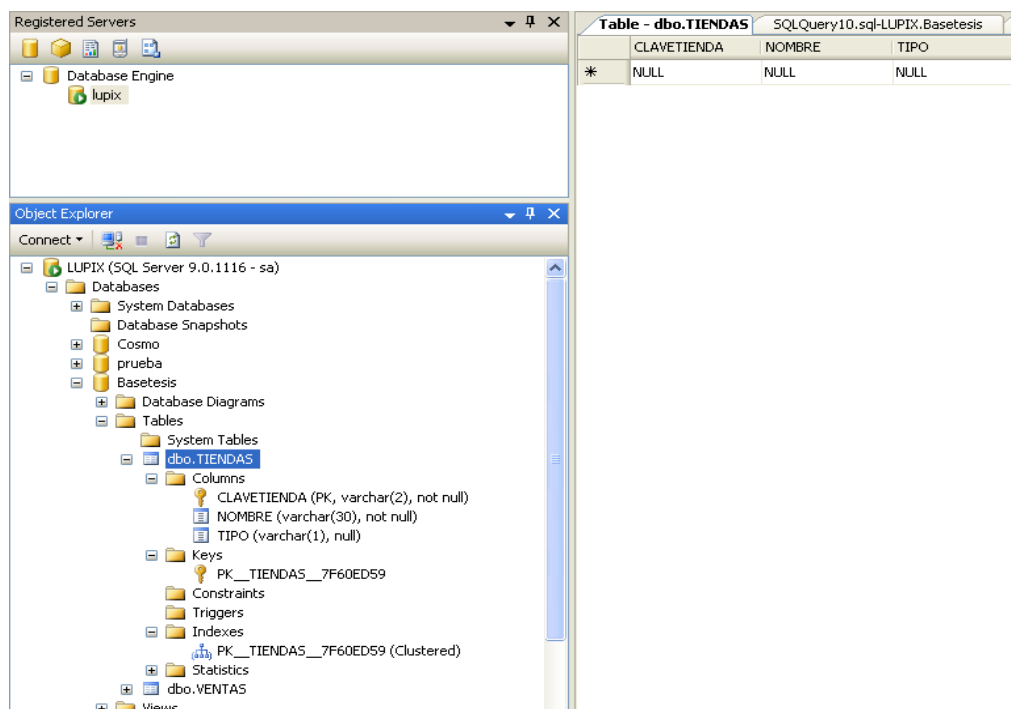 Registered Servers
Database Engine
lupix
Object Explorer
Connect
LUPIX (SQL Server 9.0.1116 - sa)
Databases
System Databases
Database Snapshots
Cosmo
prueba
Basetesis
Database Diagrams
Tables
System Tables
dbo.TIENDAS
Columns
CLAVETIENDA (PK, varchar(2), not null)
NOMBRE (varchar(30), not null)
TIPO (varchar(1), null)
Keys
PK__TIENDAS__7F60ED59
Constraints
Triggers
Indexes
PK__TIENDAS__7F60ED59 (Clustered)
Statistics
dbo.VENTAS
Views
Table - dbo.TIENDAS SQLQuery10.sql-LUPIX.Basetesis
CLAVETIENDA NOMBRE TIPO
NULL NULL NULL